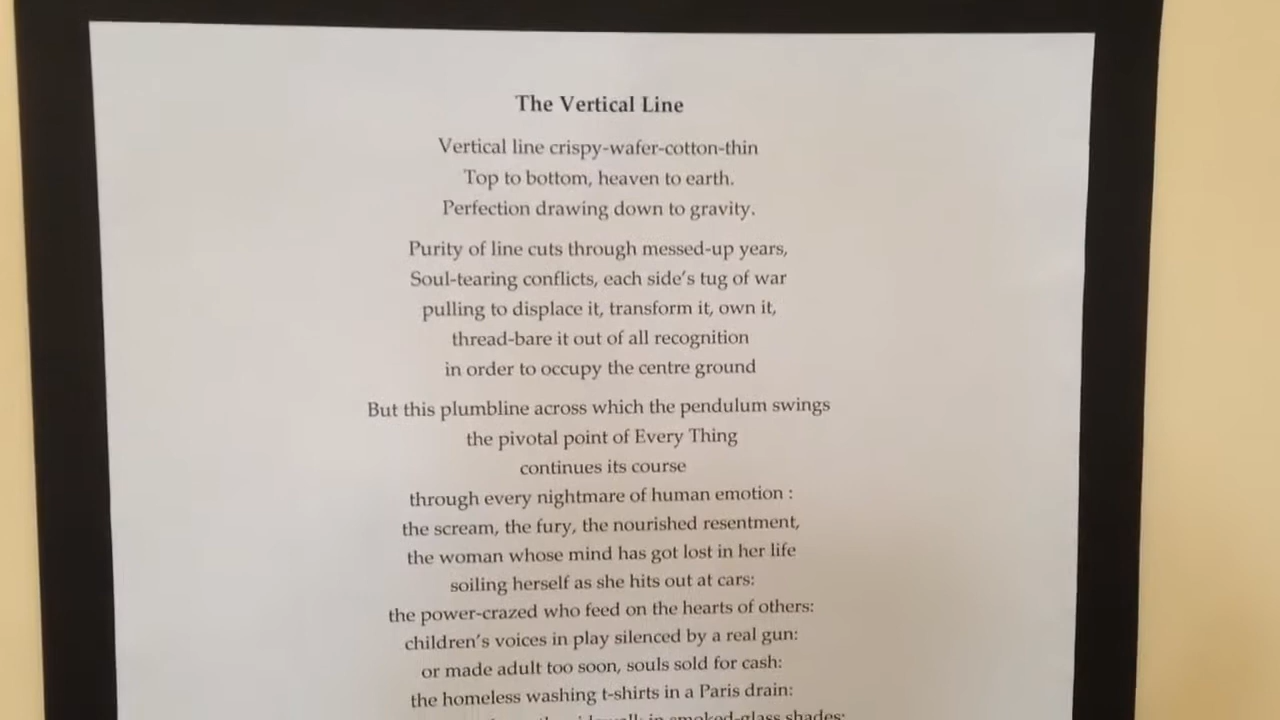 The Vertical Line
Vertical line crispy-wafer-cotton-thin
Top to bottom, heaven to earth.
Perfection drawing down to gravity.
Purity of line cuts through messed-up years,
Soul-tearing conflicts, each side's tug of war
pulling to displace it, transform it, own it,
thread-bare it out of all recognition
in order to occupy the centre ground
But this plumbline across which the pendulum swings
the pivotal point of Every Thing
continues its course
through every nightmare of human emotion :
the scream, the fury, the nourished resentment,
the woman whose mind has got lost in her life
soiling herself as she hits out at cars:
the power-crazed who feed on the hearts of others:
children's voices in play silenced by a real gun:
or made adult too soon, souls sold for cash:
the homeless washing t-shirts in a Paris drain:
in smoked-glass shades: